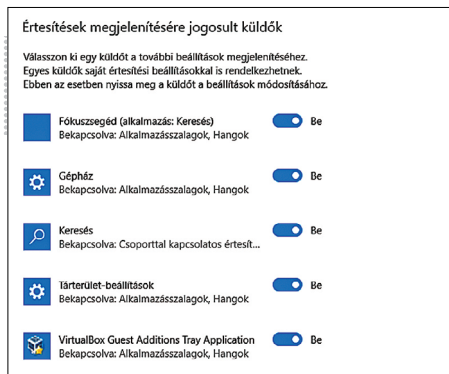 Értesítések megjelenítésére jogosult küldők
Válasszon ki egy küldőt a további beállítások megjelenítéséhez.
Egyes küldők saját értesítési beállításokkal is rendelkezhetnek.
Ebben az esetben nyissa meg a küldőt a beállítások módosításához.
Fókuszsegéd (alkalmazás: Keresés)
Be
Bekapcsolva: Alkalmazásszalagok, Hangok
Gépház
Be
Bekapcsolva: Alkalmazásszalagok, Hangok
Keresés
Be
Bekapcsolva: Csoporttal kapcsolatos értesít...
Tárterület-beállítások
Be
Bekapcsolva: Alkalmazásszalagok, Hangok
VirtualBox Guest Additions Tray Application
Be
Bekapcsolva: Alkalmazásszalagok, Hangok